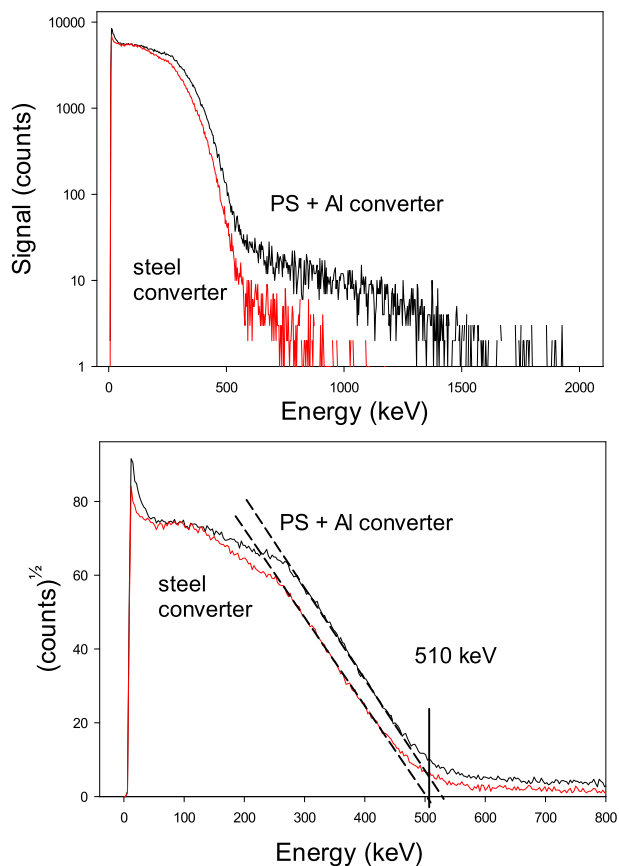 10000
1000
100
10
1
Signal (counts)
PS + Al converter
steel
converter
0
500
1000
1500
2000
Energy (keV)
80
60
40
20
0
(counts)½
PS + Al converter
steel
converter
510 keV
0
100
200
300
400
500
600
700
800
Energy (keV)